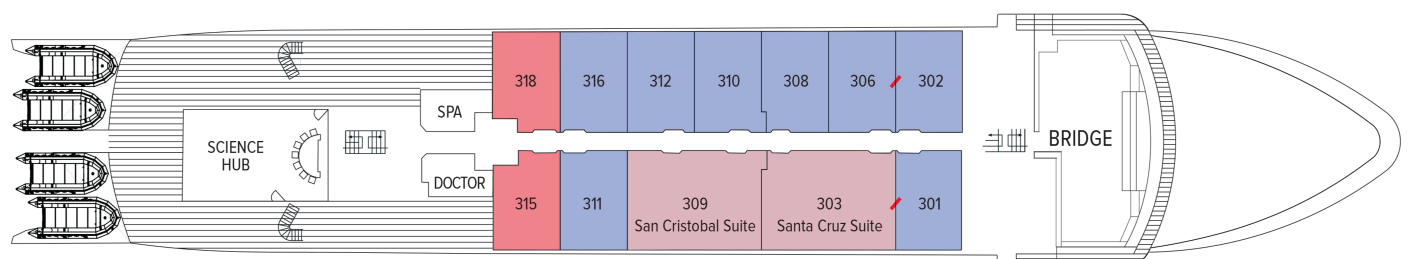 318
316
312
310
308
306
302
SPA
SCIENCE
HUB
DOCTOR
BRIDGE
315
311
309
San Cristobal Suite
303
Santa Cruz Suite
301